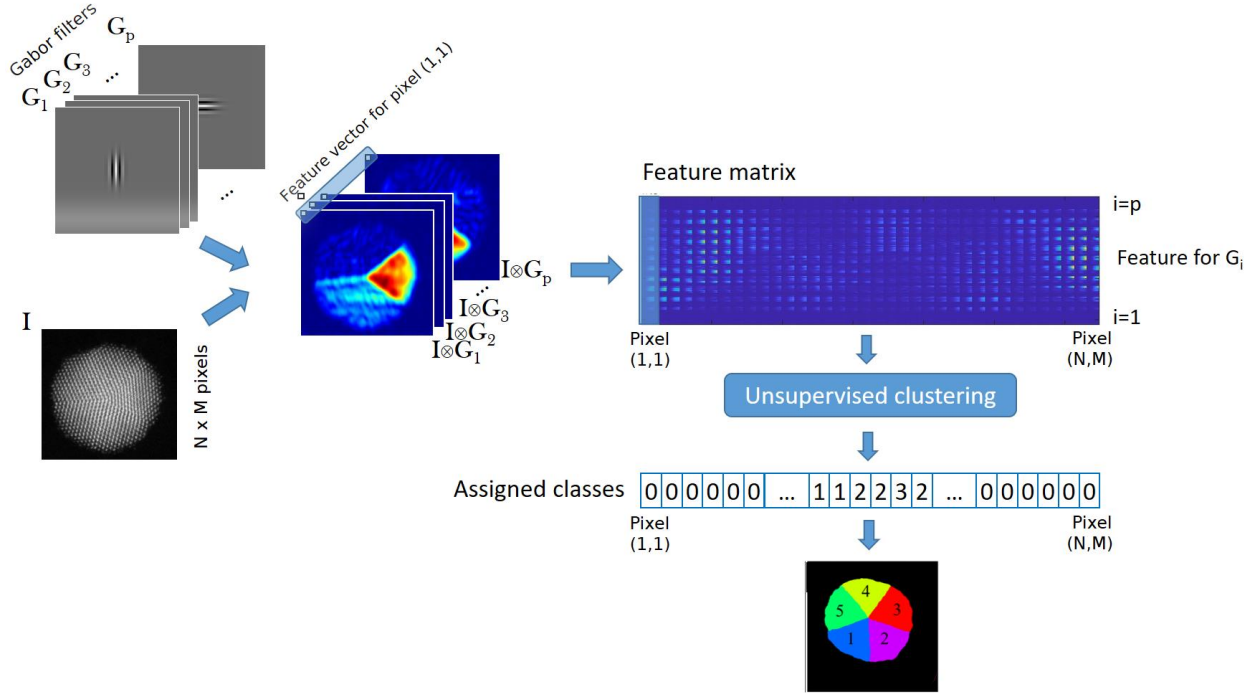 Gabor filters
G1
G2
G3
...
Gp
...
I
N x M pixels
Feature vector for pixel (1,1)
I⊗G1
I⊗G2
I⊗G3
...
I⊗Gp
Feature matrix
i=p
Feature for Gi
i=1
Pixel
(1,1)
Pixel
(N,M)
Unsupervised clustering
Assigned classes
0 0 0 0 0 0 ... 1 1 2 2 3 2 ... 0 0 0 0 0 0
Pixel
(1,1)
Pixel
(N,M)
4
5
3
1
2